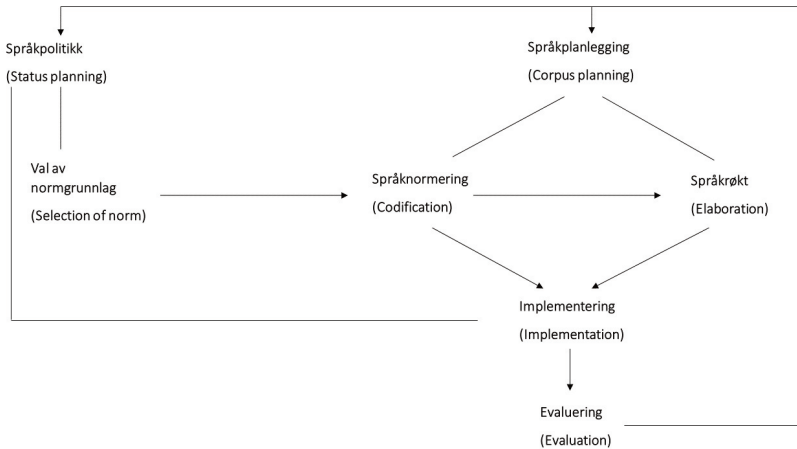 Språkpolitikk
(Status planning)
Språkplanlegging
(Corpus planning)
Val av
normgrunnlag
(Selection of norm)
Språknormering
(Codification)
Språkrøkt
(Elaboration)
Implementering
(Implementation)
Evaluering
(Evaluation)